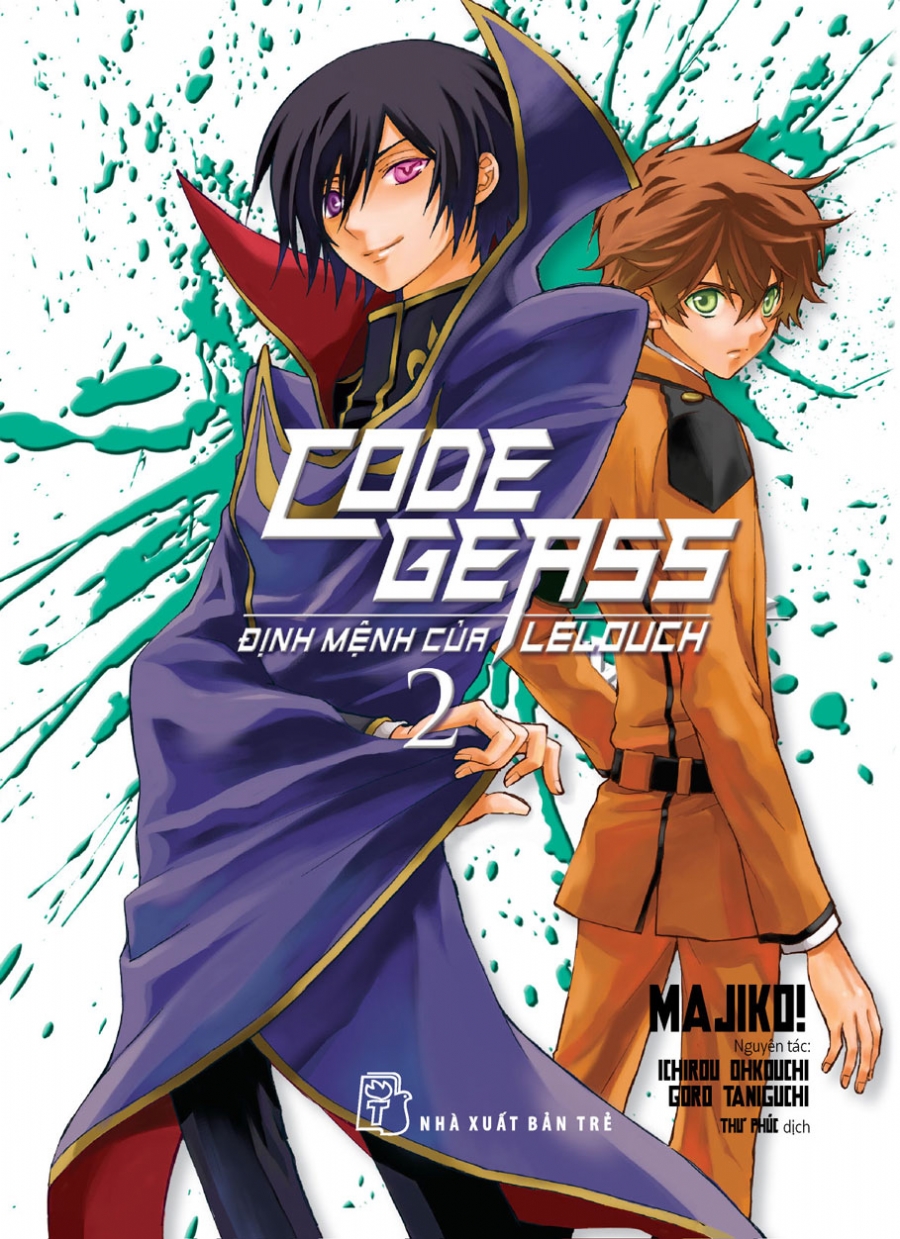 CODE
GEASS
ĐỊNH MỆNH CỦA LELOUCH
2
MAJIKO!
Nguyên tác:
ICHIROU OHKOUCHI
GORO TANIGUCHI
THƯ PHÚC dịch
NHÀ XUẤT BẢN TRẺ